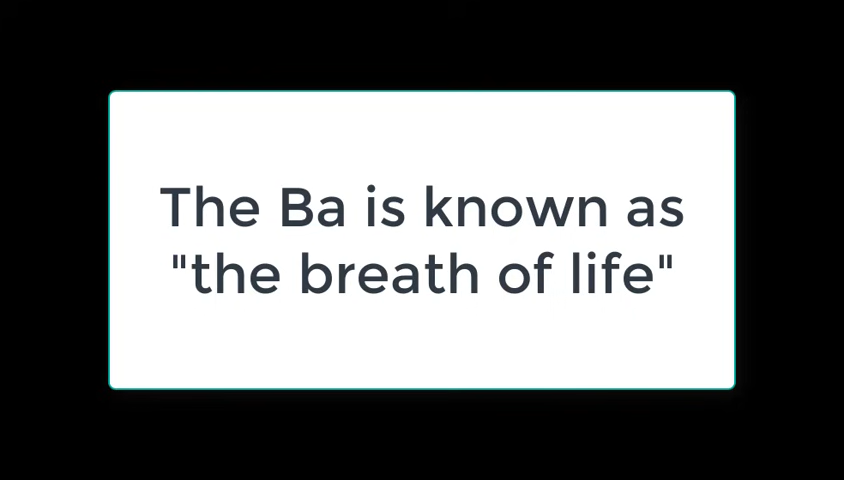 The Ba is known as
"the breath of life"